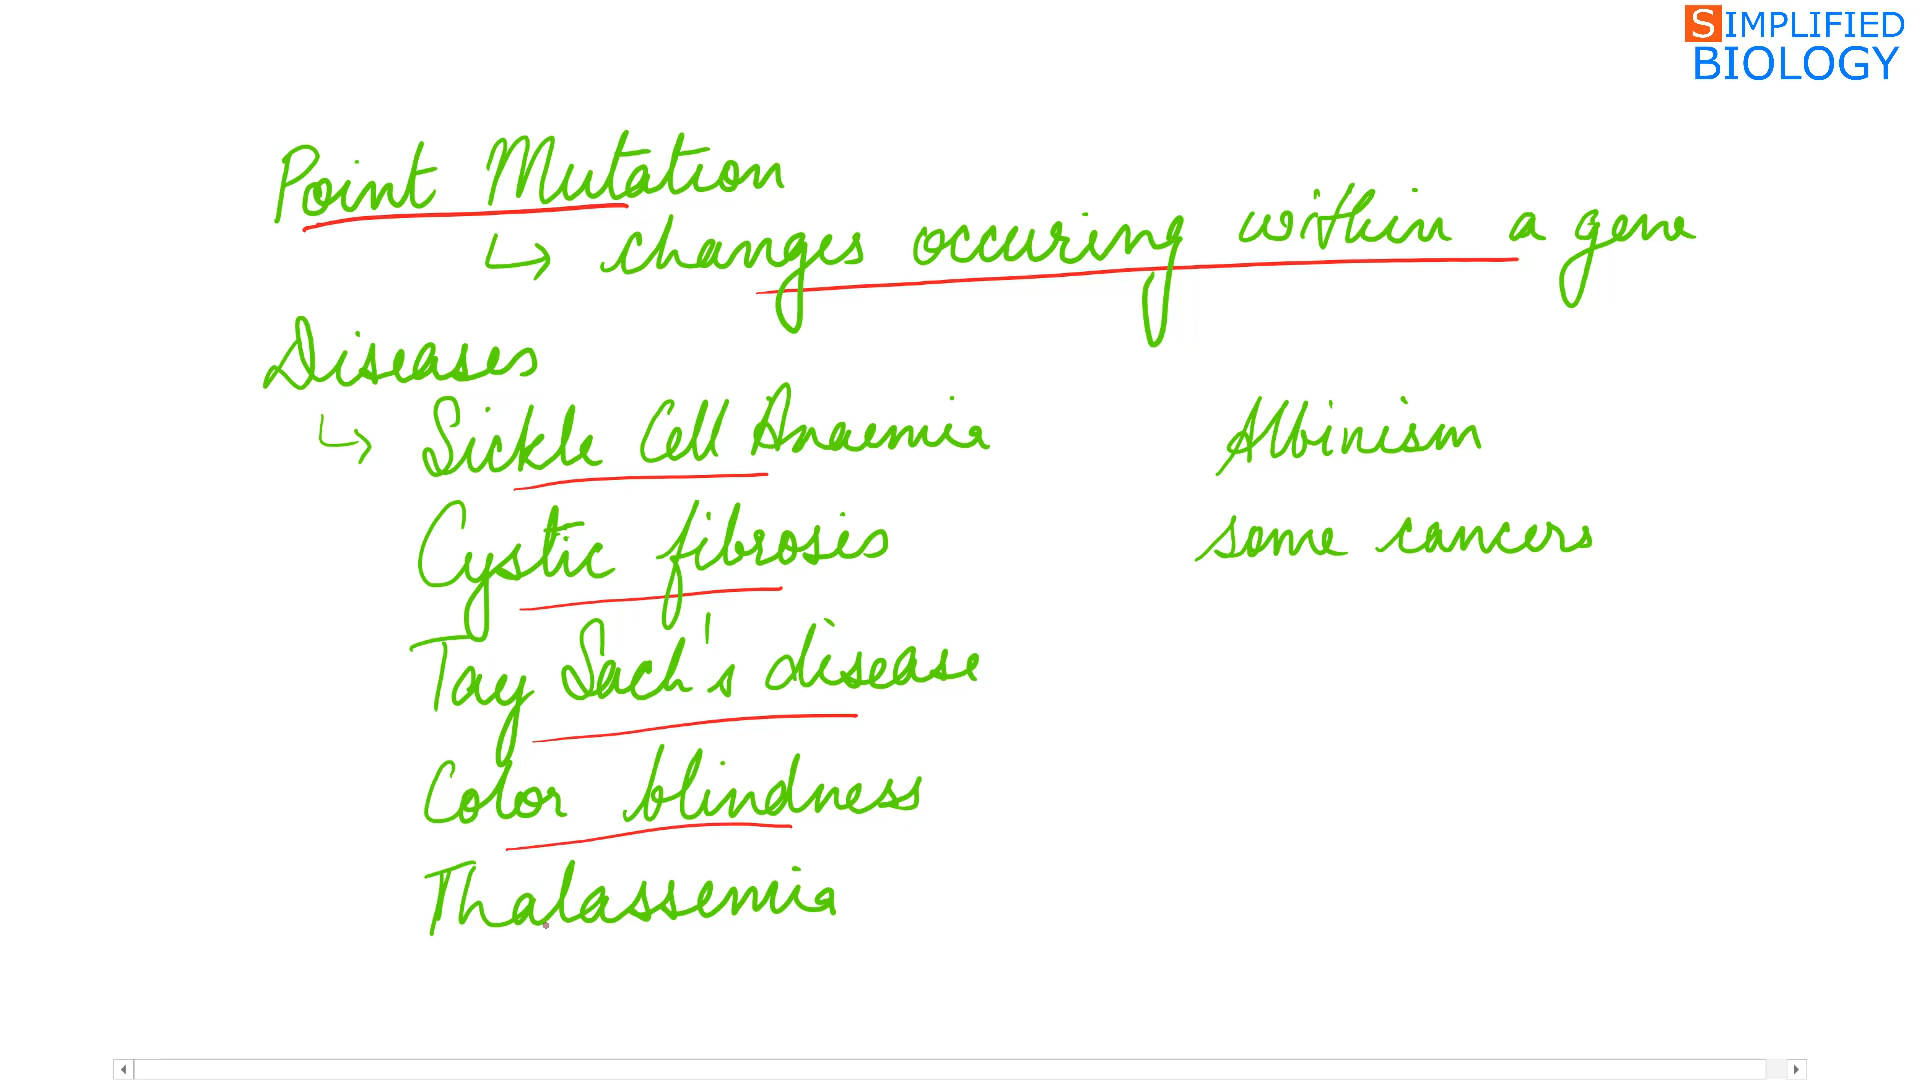 SIMPLIFIED
BIOLOGY
Point Mutation
↳ changes occuring within a gene
Diseases
↳ Sickle Cell Anaemia
Cystic fibrosis
Tay Sach's disease
Color blindness
Thalassemia
Albinism
some cancers